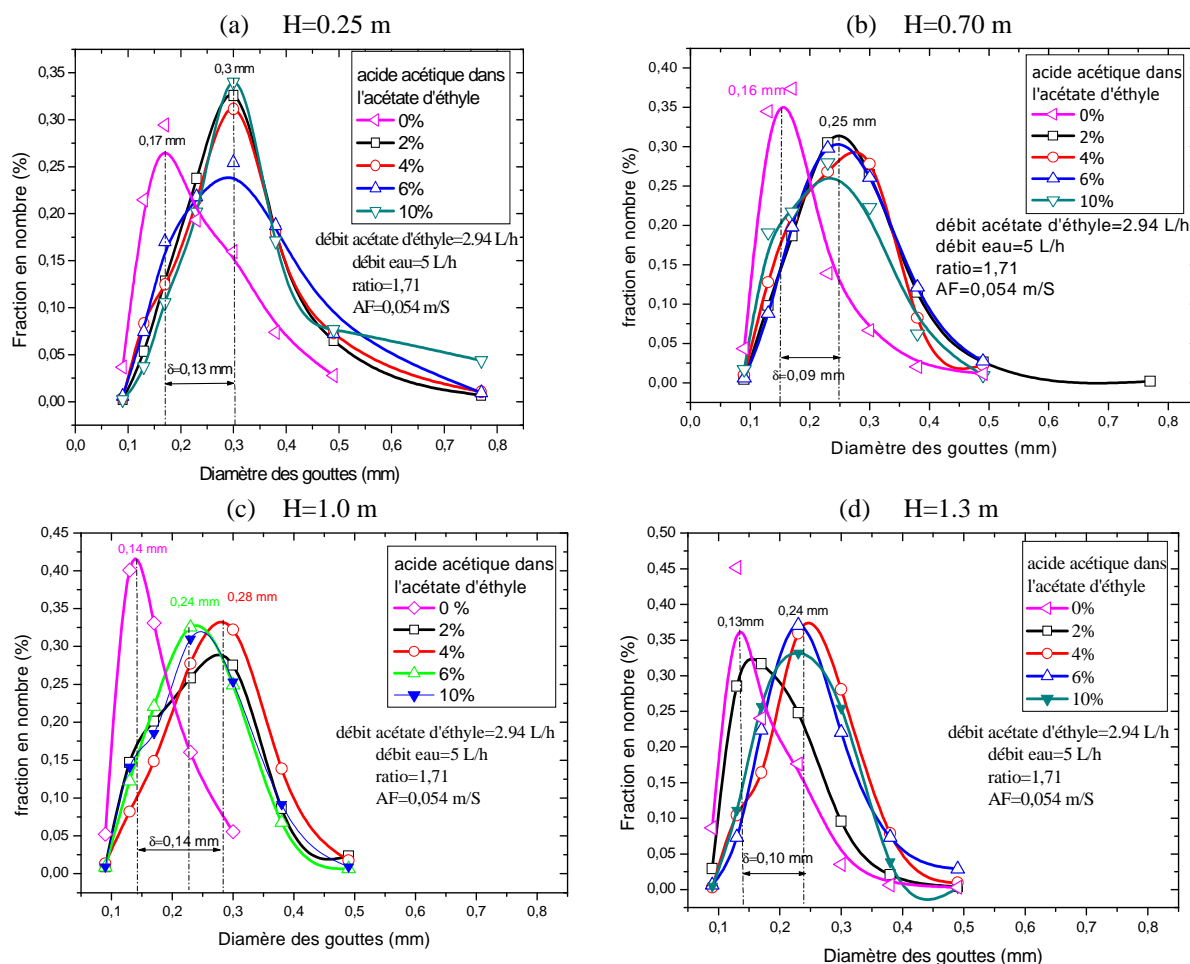 (a) H=0.25 m
0,3 mm
0,17 mm
acide acétique dans
l'acétate d'éthyle
0%
2%
4%
6%
10%
débit acétate d'éthyle=2.94 L/h
débit eau=5 L/h
ratio=1,71
AF=0,054 m/S
δ=0,13 mm
Fraction en nombre (%)
0,35
0,30
0,25
0,20
0,15
0,10
0,05
0,00
0,0 0,1 0,2 0,3 0,4 0,5 0,6 0,7 0,8
Diamètre des gouttes (mm)
(b) H=0.70 m
0,16 mm
0,25 mm
acide acétique dans
l'acétate d'éthyle
0%
2%
4%
6%
10%
débit acétate d'éthyle=2.94 L/h
débit eau=5 L/h
ratio=1,71
AF=0,054 m/S
δ=0,09 mm
fraction en nombre (%)
0,40
0,35
0,30
0,25
0,20
0,15
0,10
0,05
0,00
0,0 0,1 0,2 0,3 0,4 0,5 0,6 0,7 0,8
Diamètre des gouttes (mm)
(c) H=1.0 m
0,14 mm
0,24 mm
0,28 mm
acide acétique dans
l'acétate d'éthyle
0 %
2%
4%
6%
10%
débit acétate d'éthyle=2.94 L/h
débit eau=5 L/h
ratio=1,71
AF=0,054 m/S
δ=0,14 mm
fraction en nombre (%)
0,45
0,40
0,35
0,30
0,25
0,20
0,15
0,10
0,05
0,00
0,1 0,2 0,3 0,4 0,5 0,6 0,7 0,8
Diamère des gouttes (mm)
(d) H=1.3 m
0,13mm
0,24 mm
acide acétique dans
l'acétate d'éthyle
0%
2%
4%
6%
10%
débit acétate d'éthyle=2.94 L/h
débit eau=5 L/h
ratio=1,71
AF=0,054 m/S
δ=0,10 mm
Fraction en nombre (%)
0,50
0,45
0,40
0,35
0,30
0,25
0,20
0,15
0,10
0,05
0,00
0,1 0,2 0,3 0,4 0,5 0,6 0,7 0,8
Diamètre des gouttes (mm)